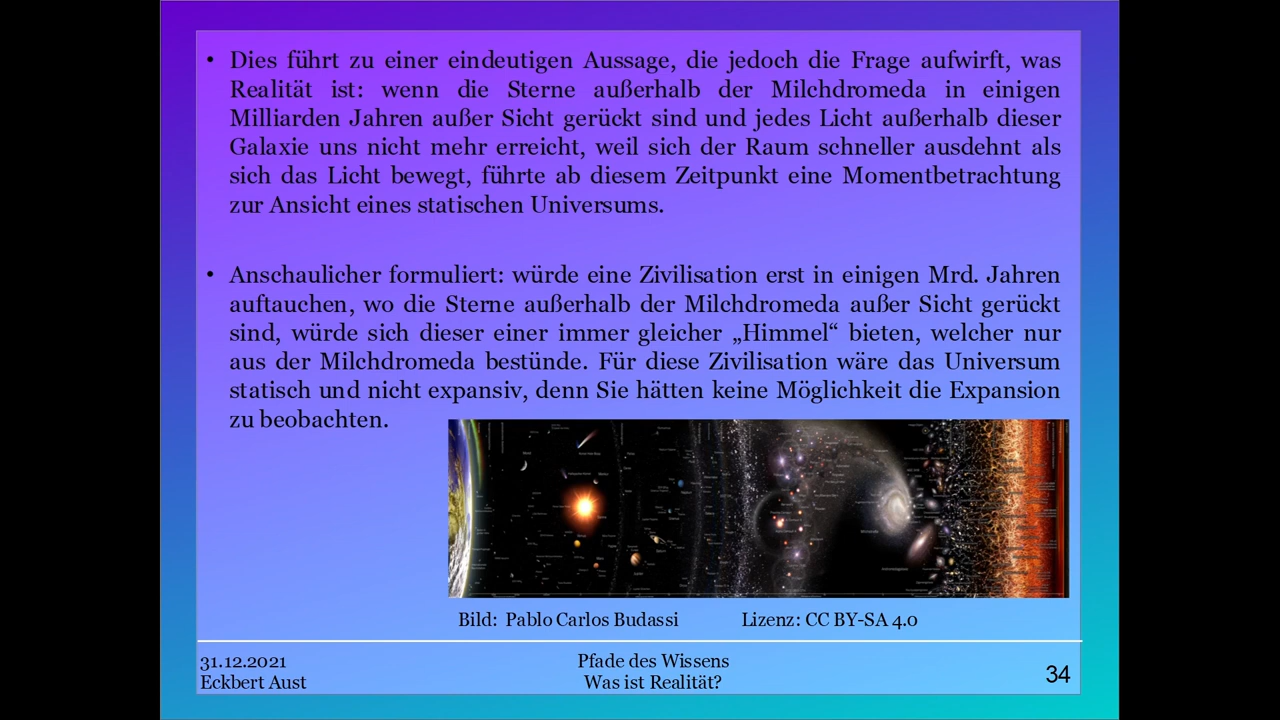 • Dies führt zu einer eindeutigen Aussage, die jedoch die Frage aufwirft, was
Realität ist: wenn die Sterne außerhalb der Milchdromeda in einigen
Milliarden Jahren außer Sicht gerückt sind und jedes Licht außerhalb dieser
Galaxie uns nicht mehr erreicht, weil sich der Raum schneller ausdehnt als
sich das Licht bewegt, führte ab diesem Zeitpunkt eine Momentbetrachtung
zur Ansicht eines statischen Universums.
• Anschaulicher formuliert: würde eine Zivilisation erst in einigen Mrd. Jahren
auftauchen, wo die Sterne außerhalb der Milchdromeda außer Sicht gerückt
sind, würde sich dieser einer immer gleicher „Himmel“ bieten, welcher nur
aus der Milchdromeda bestünde. Für diese Zivilisation wäre das Universum
statisch und nicht expansiv, denn Sie hätten keine Möglichkeit die Expansion
zu beobachten.
Bild: Pablo Carlos Budassi Lizenz: CC BY-SA 4.0
31.12.2021
Eckbert Aust
Pfade des Wissens
Was ist Realität?
34